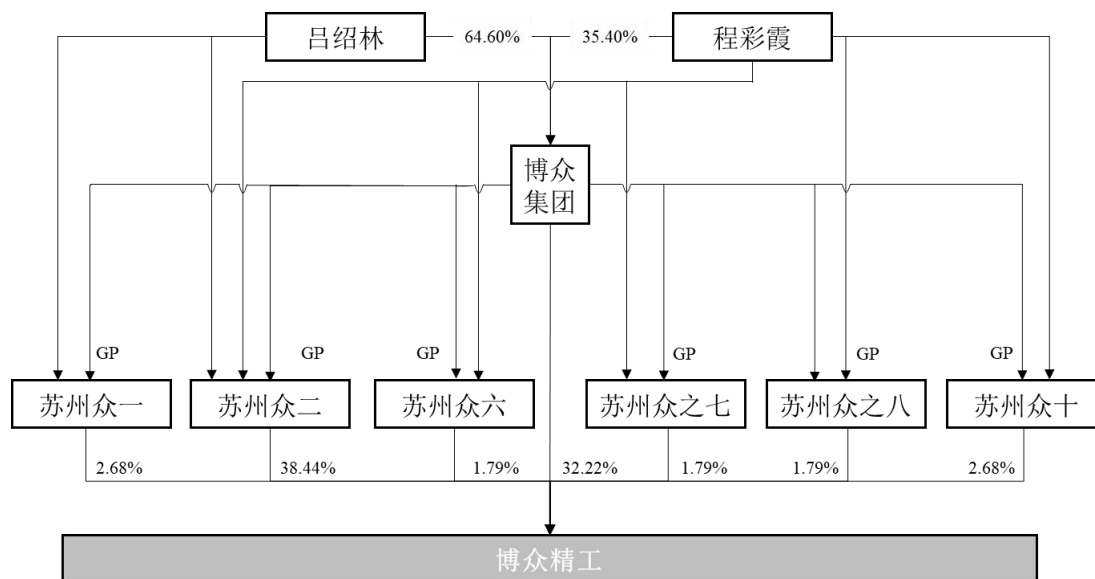 吕绍林
64.60%
35.40%
程彩霞
博众
集团
GP
GP
GP
GP
GP
GP
苏州众一
苏州众二
苏州众六
苏州众之七
苏州众之八
苏州众十
2.68%
38.44%
1.79%
32.22%
1.79%
1.79%
2.68%
博众精工